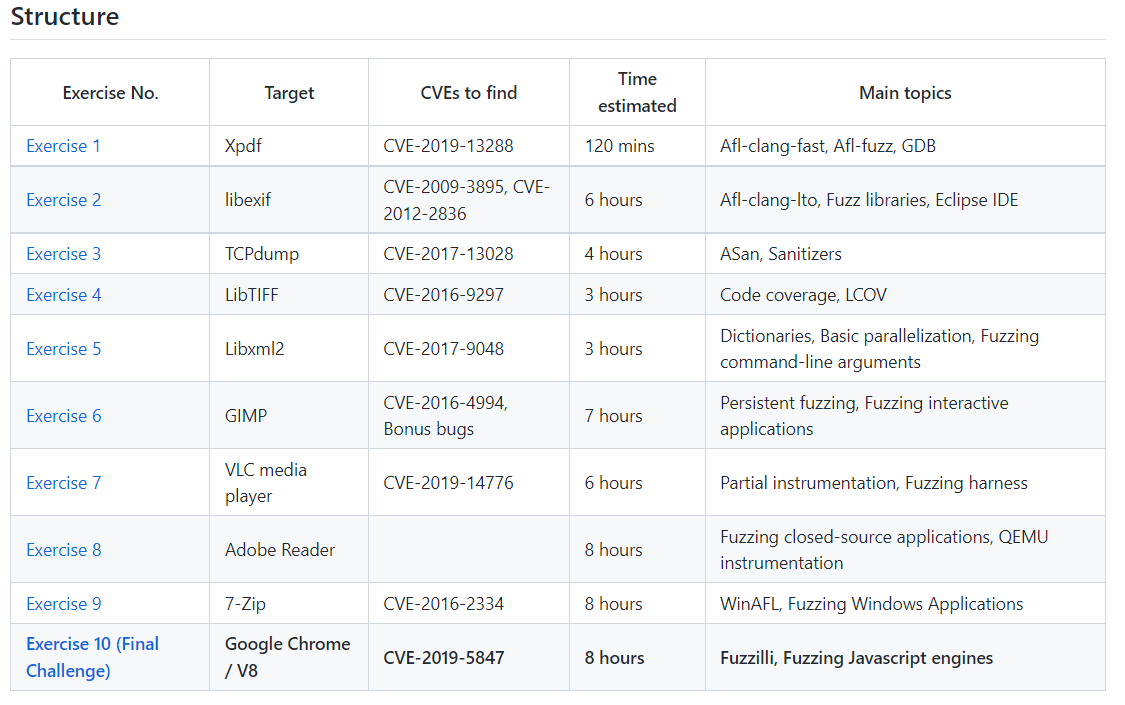 Structure
Exercise No.
Target
CVEs to find
Time
estimated
Main topics
Exercise 1
Xpdf
CVE-2019-13288
120 mins
Afl-clang-fast, Afl-fuzz, GDB
Exercise 2
libexif
CVE-2009-3895, CVE-
2012-2836
6 hours
Afl-clang-lto, Fuzz libraries, Eclipse IDE
Exercise 3
TCPdump
CVE-2017-13028
4 hours
ASan, Sanitizers
Exercise 4
LibTIFF
CVE-2016-9297
3 hours
Code coverage, LCOV
Exercise 5
Libxml2
CVE-2017-9048
3 hours
Dictionaries, Basic parallelization, Fuzzing
command-line arguments
Exercise 6
GIMP
CVE-2016-4994,
Bonus bugs
7 hours
Persistent fuzzing, Fuzzing interactive
applications
Exercise 7
VLC media
player
CVE-2019-14776
6 hours
Partial instrumentation, Fuzzing harness
Exercise 8
Adobe Reader
8 hours
Fuzzing closed-source applications, QEMU
instrumentation
Exercise 9
7-Zip
CVE-2016-2334
8 hours
WinAFL, Fuzzing Windows Applications
Exercise 10 (Final
Challenge)
Google Chrome
/ V8
CVE-2019-5847
8 hours
Fuzzilli, Fuzzing Javascript engines